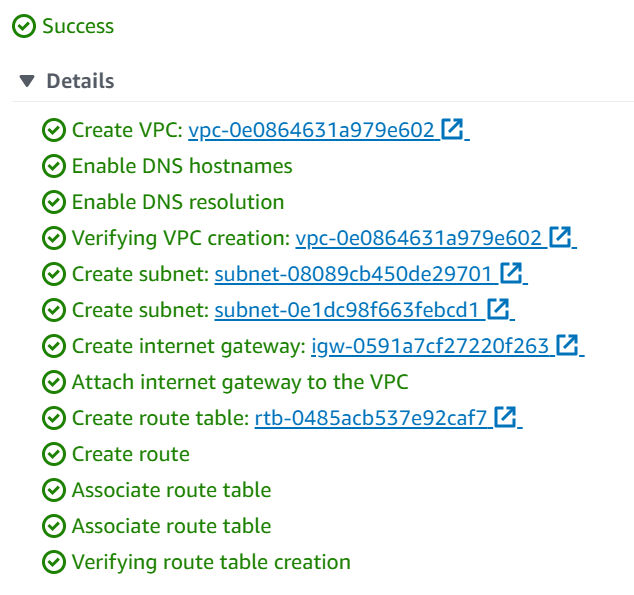 Success
Details
Create VPC: vpc-0e0864631a979e602
Enable DNS hostnames
Enable DNS resolution
Verifying VPC creation: vpc-0e0864631a979e602
Create subnet: subnet-08089cb450de29701
Create subnet: subnet-0e1dc98f663febcd1
Create internet gateway: igw-0591a7cf27220f263
Attach internet gateway to the VPC
Create route table: rtb-0485acb537e92caf7
Create route
Associate route table
Associate route table
Verifying route table creation